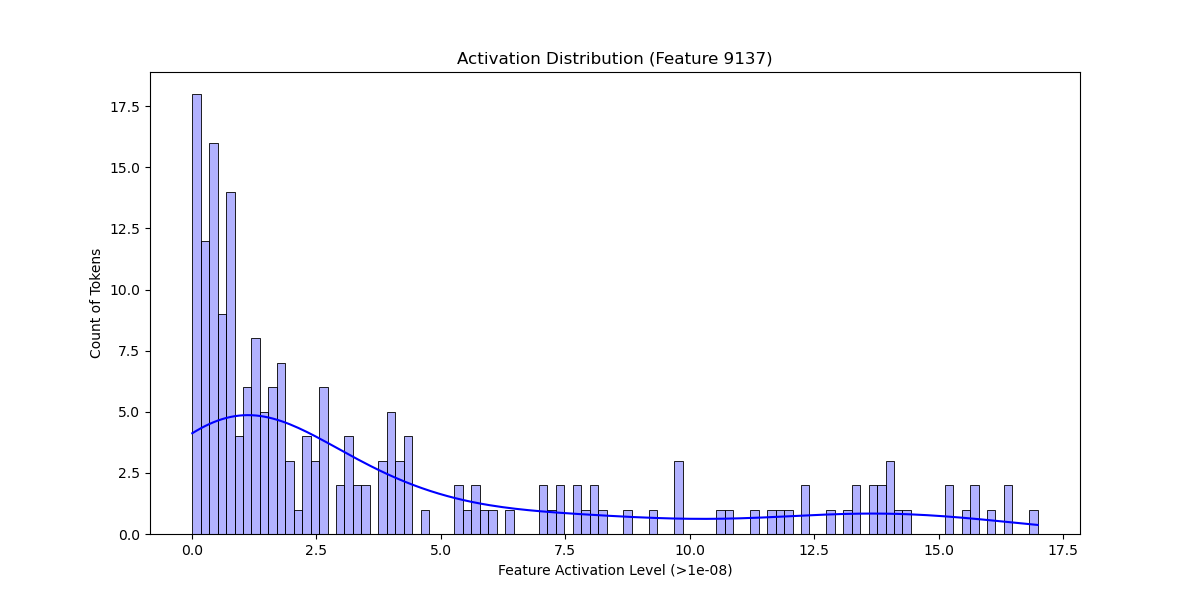 Activation Distribution (Feature 9137)
17.5
15.0
12.5
10.0
7.5
5.0
2.5
0.0
Count of Tokens
0.0 2.5 5.0 7.5 10.0 12.5 15.0 17.5
Feature Activation Level (>1e-08)